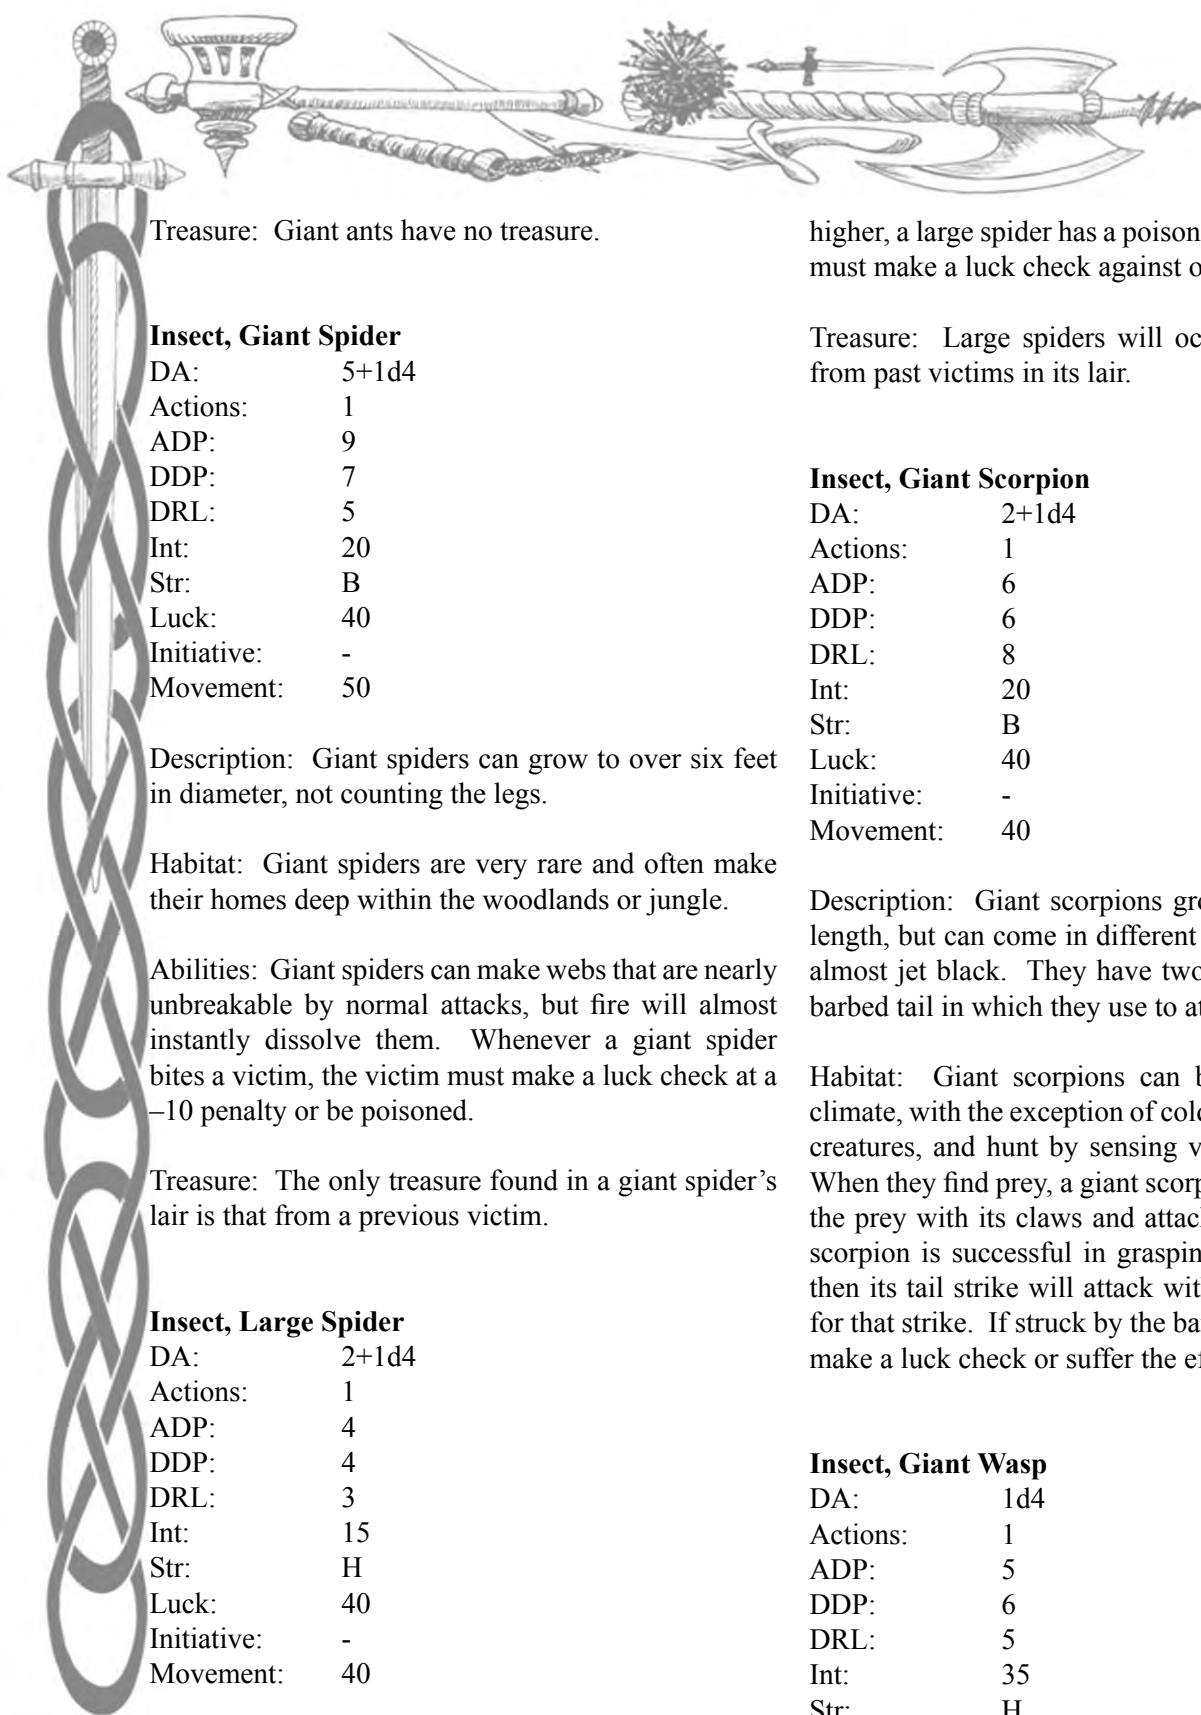 Treasure: Giant ants have no treasure.
Insect, Giant Spider
DA: 5+1d4
Actions: 1
ADP: 9
DDP: 7
DRL: 5
Int: 20
Str: B
Luck: 40
Initiative: -
Movement: 50
Description: Giant spiders can grow to over six feet
in diameter, not counting the legs.
Habitat: Giant spiders are very rare and often make
their homes deep within the woodlands or jungle.
Abilities: Giant spiders can make webs that are nearly
unbreakable by normal attacks, but fire will almost
instantly dissolve them. Whenever a giant spider
bites a victim, the victim must make a luck check at a
–10 penalty or be poisoned.
Treasure: The only treasure found in a giant spider’s
lair is that from a previous victim.
Insect, Large Spider
DA: 2+1d4
Actions: 1
ADP: 4
DDP: 4
DRL: 3
Int: 15
Str: H
Luck: 40
Initiative: -
Movement: 40
higher, a large spider has a poison
must make a luck check against
Treasure: Large spiders will
from past victims in its lair.
Insect, Giant Scorpion
DA: 2+1d4
Actions: 1
ADP: 6
DDP: 6
DRL: 8
Int: 20
Str: B
Luck: 40
Initiative: -
Movement: 40
Description: Giant scorpions
length, but can come in different
almost jet black. They have two
barbed tail in which they use to
Habitat: Giant scorpions can
climate, with the exception of
creatures, and hunt by sensing
When they find prey, a giant
the prey with its claws and
scorpion is successful in
then its tail strike will attack
for that strike. If struck by the
make a luck check or suffer the
Insect, Giant Wasp
DA: 1d4
Actions: 1
ADP: 5
DDP: 6
DRL: 5
Int: 35
Str: H